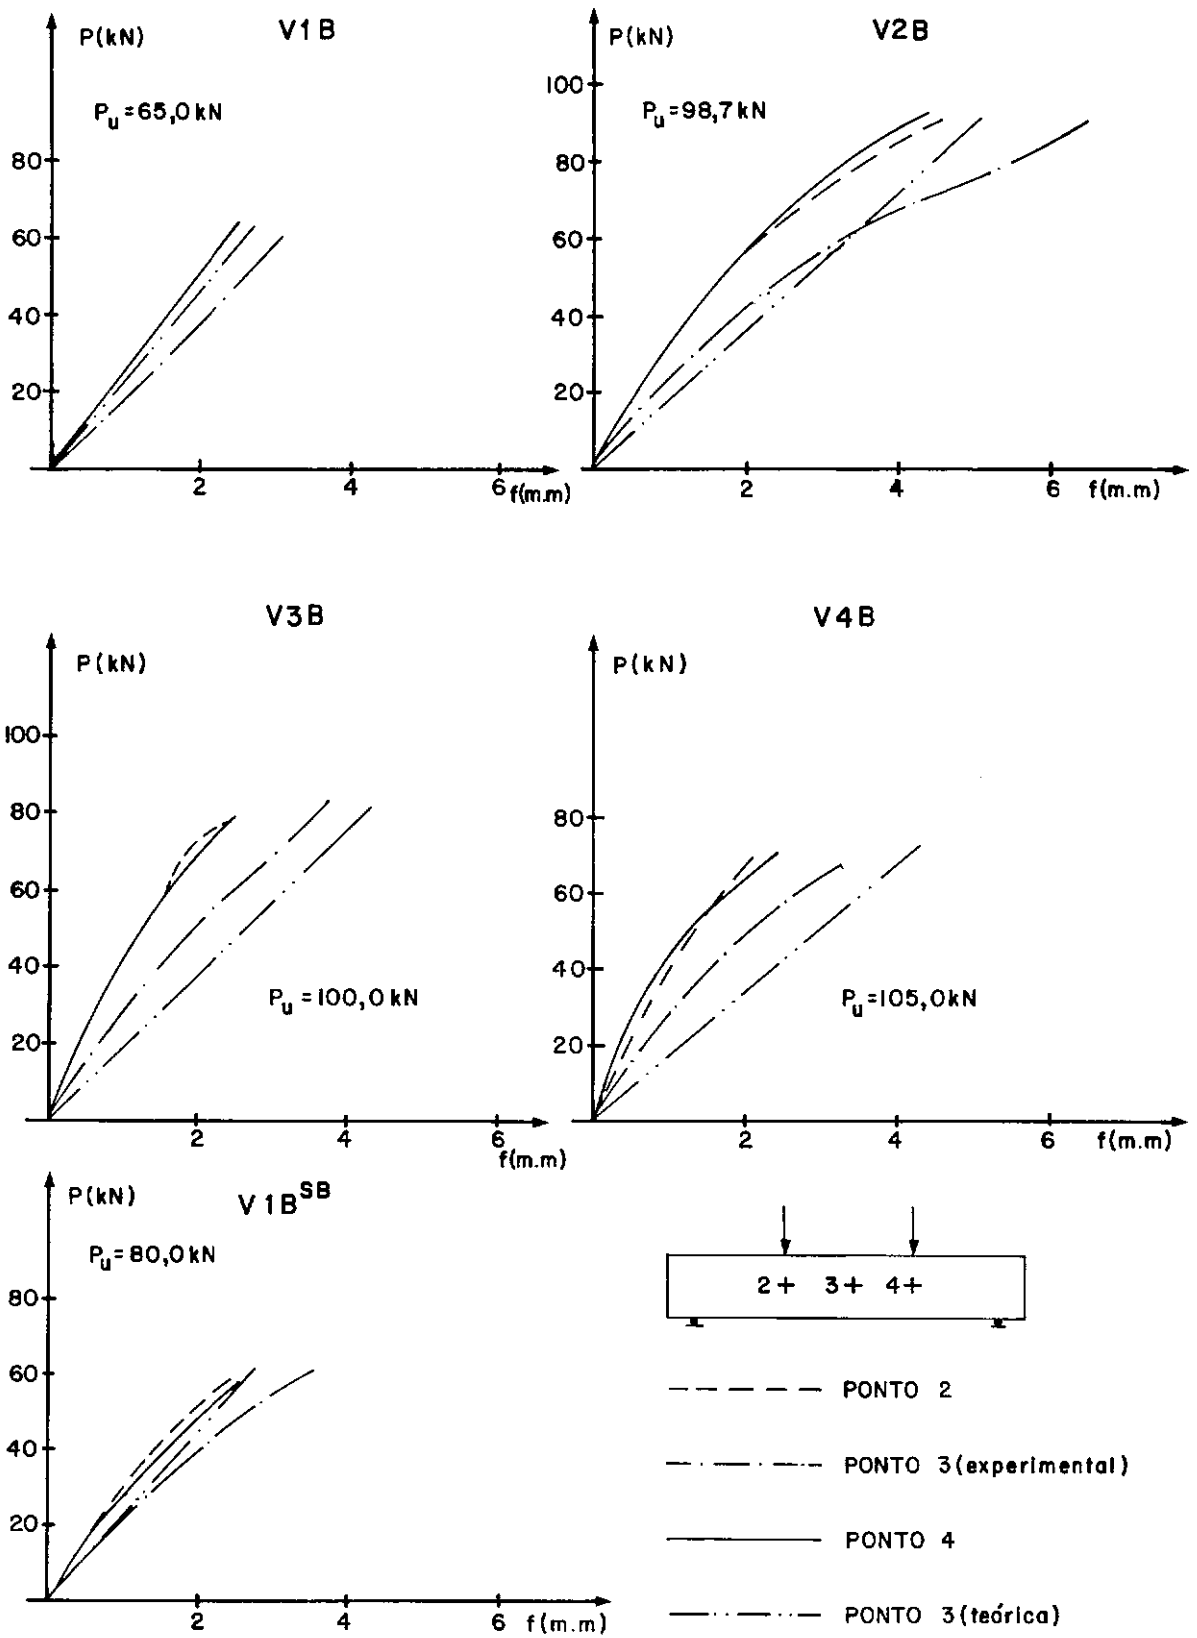 V1B
P(kN)
Pu=65,0kN
80
60
40
20
2
4
6
f(m.m)
V2B
P(kN)
Pu=98,7kN
100
80
60
40
20
2
4
6
f(m.m)
V3B
P(kN)
100
80
60
40
20
Pu=100,0kN
2
4
6
f(m.m)
V4B
P(kN)
80
60
40
20
Pu=105,0kN
2
4
6
f(m.m)
V1B^SB
P(kN)
Pu=80,0kN
80
60
40
20
2
4
6
f(m.m)
2+ 3+ 4+
PONTO 2
PONTO 3(experimental)
PONTO 4
PONTO 3(teórica)